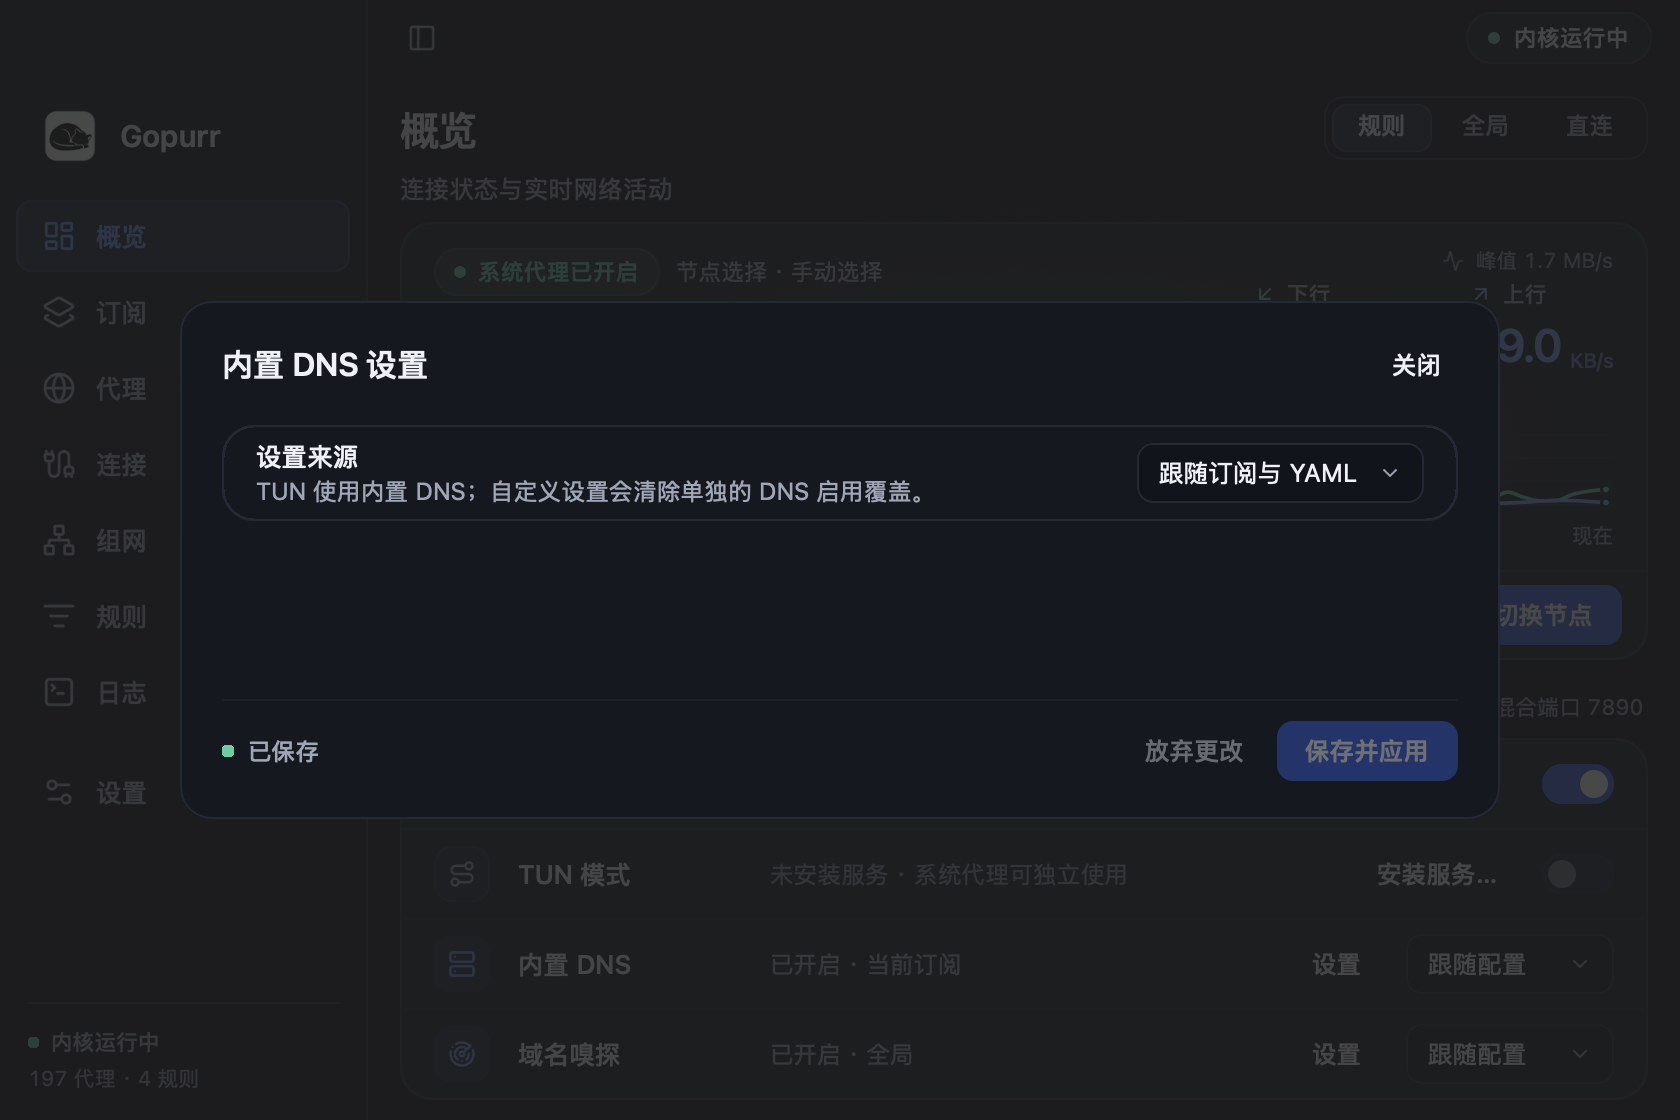 内核运行中
Gopurr
概览
规则 全局 直连
连接状态与实时网络活动
概览
订阅
代理
连接
组网
规则
日志
设置
系统代理已开启 节点选择 · 手动选择
峰值 1.7 MB/s
下行 上行
9.0 KB/s
现在
切换节点
混合端口 7890
内置 DNS 设置
关闭
设置来源
TUN 使用内置 DNS；自定义设置会清除单独的 DNS 启用覆盖。
跟随订阅与 YAML
已保存
放弃更改
保存并应用
TUN 模式 未安装服务 · 系统代理可独立使用 安装服务...
内置 DNS 已开启 · 当前订阅 设置 跟随配置
域名嗅探 已开启 · 全局 设置 跟随配置
内核运行中
197 代理 · 4 规则